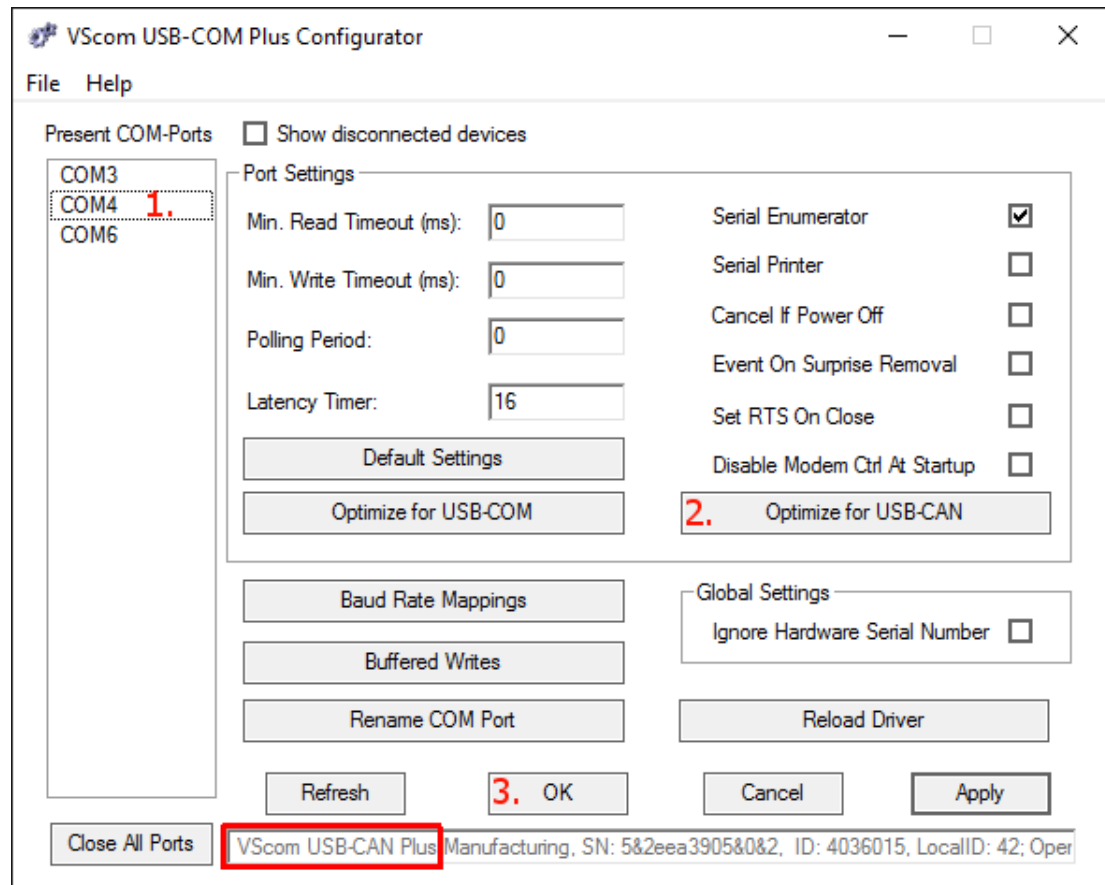 VScom USB-COM Plus Configurator
File Help
Present COM-Ports
Show disconnected devices
COM3
COM4 1.
COM6
Port Settings
Min. Read Timeout (ms): 0
Min. Write Timeout (ms): 0
Polling Period: 0
Latency Timer: 16
Default Settings
Optimize for USB-COM
Serial Enumerator
Serial Printer
Cancel If Power Off
Event On Surprise Removal
Set RTS On Close
Disable Modem Ctrl At Startup
2. Optimize for USB-CAN
Baud Rate Mappings
Buffered Writes
Rename COM Port
Global Settings
Ignore Hardware Serial Number
Reload Driver
Refresh
3. OK
Cancel
Apply
Close All Ports
VScom USB-CAN Plus Manufacturing, SN: 5&2eea3905&0&2, ID: 4036015, LocalID: 42; Oper